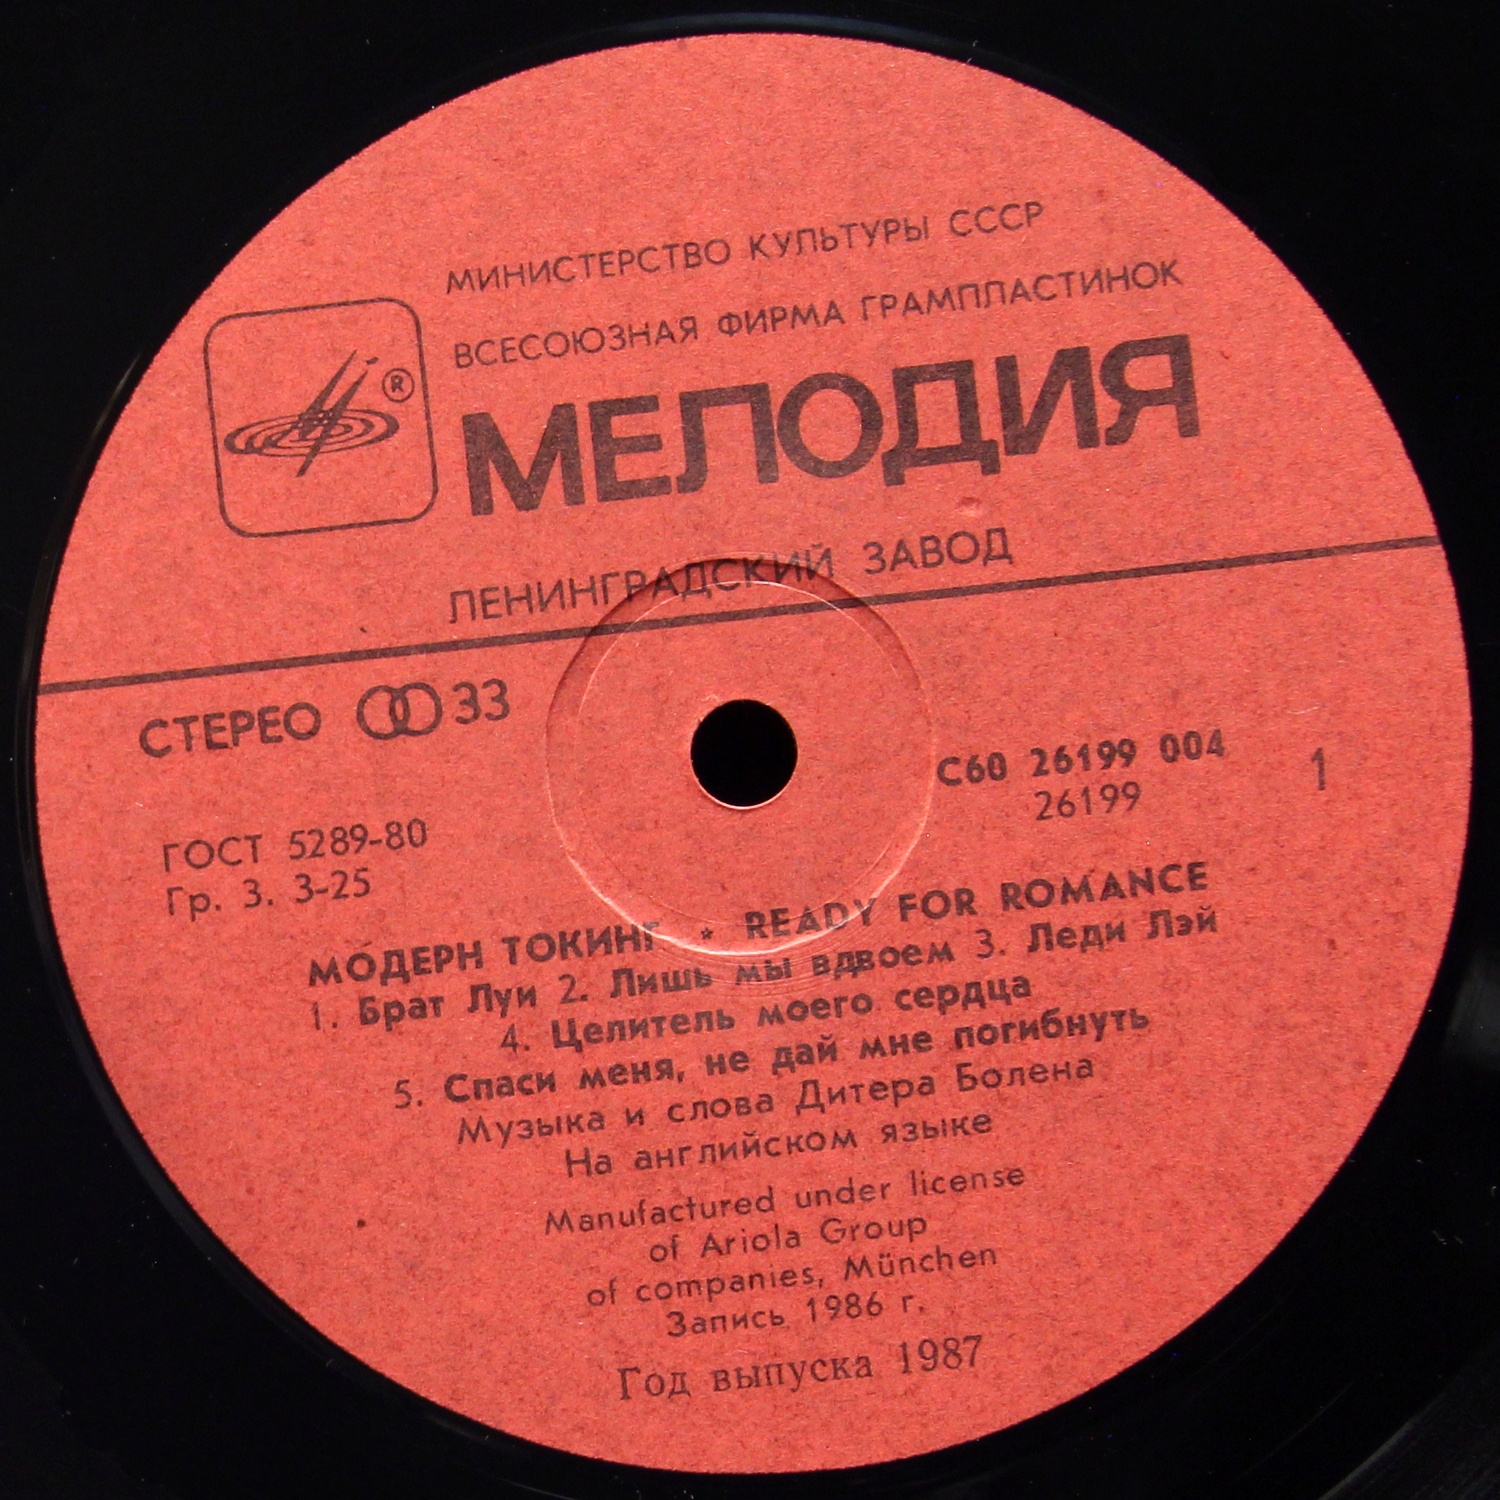 МИНИСТЕРСТВО КУЛЬТУРЫ СССР
ВСЕСОЮЗНАЯ ФИРМА ГРАМПЛАСТИНОК
®
МЕЛОДИЯ
ЛЕНИНГРАДСКИЙ ЗАВОД
СТЕРЕО 33
С60 26199 004
26199
1
ГОСТ 5289-80
Гр. 3. 3-25
МОДЕРН ТОКИНГ * READY FOR ROMANCE
1. Брат Луи 2. Лишь мы вдвоем 3. Леди Лэй
4. Целитель моего сердца
5. Спаси меня, не дай мне погибнуть
Музыка и слова Дитера Болена
На английском языке
Manufactured under license
of Ariola Group
of companies, München
Запись 1986 г.
Год выпуска 1987